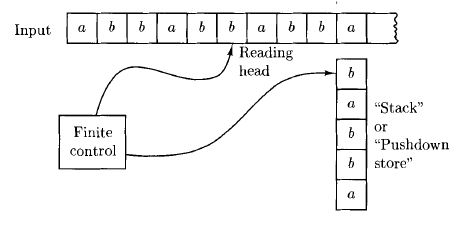 Input a b b a b b a b b a
Reading
head
b
a
b
b
a
"Stack"
or
"Pushdown
store"
Finite
control